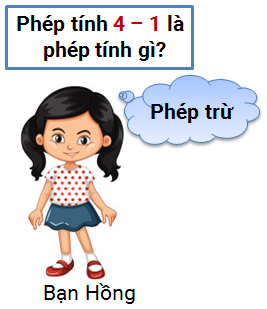 Phép tính 4 – 1 là
phép tính gì?
Phép trừ
Bạn Hồng